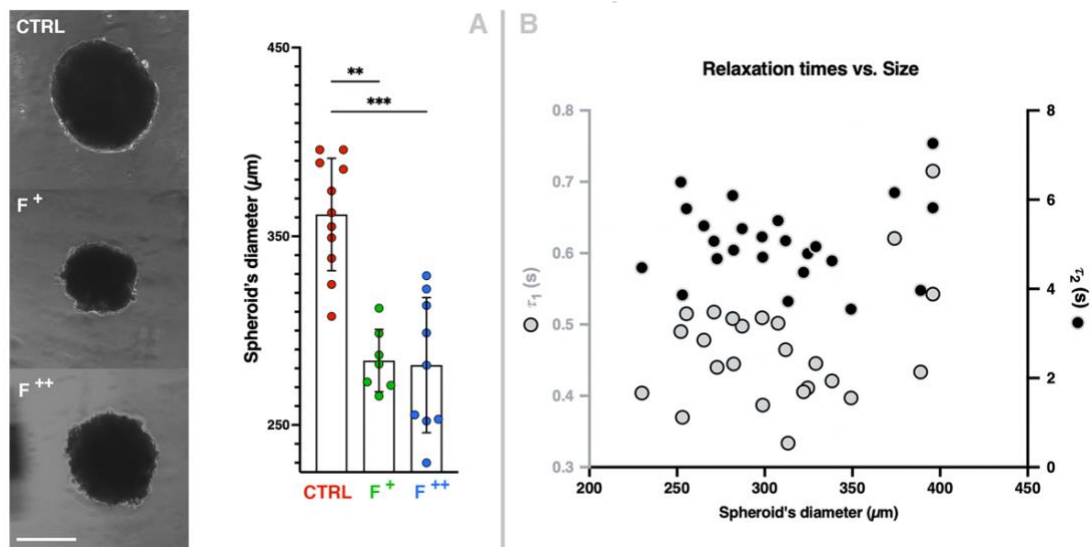 CTRL
F +
F ++
A
450
350
250
Spheroid's diameter (µm)
**
***
CTRL
F +
F ++
B
Relaxation times vs. Size
0.8
0.7
0.6
0.5
0.4
0.3
τ1 (s)
8
6
4
2
0
τ2 (s)
200
250
300
350
400
450
Spheroid's diameter (µm)